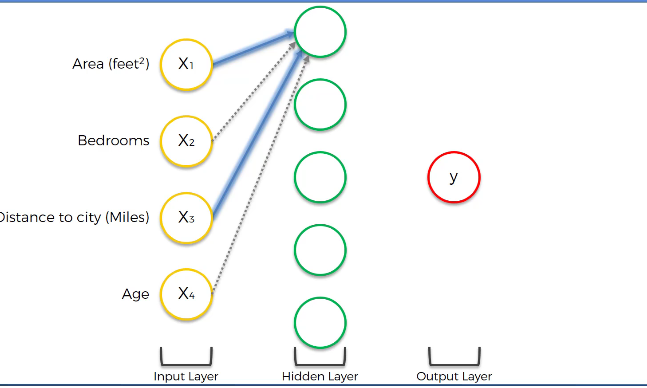 Area (feet²)
X1
Bedrooms
X2
Distance to city (Miles)
X3
Age
X4
y
Input Layer
Hidden Layer
Output Layer